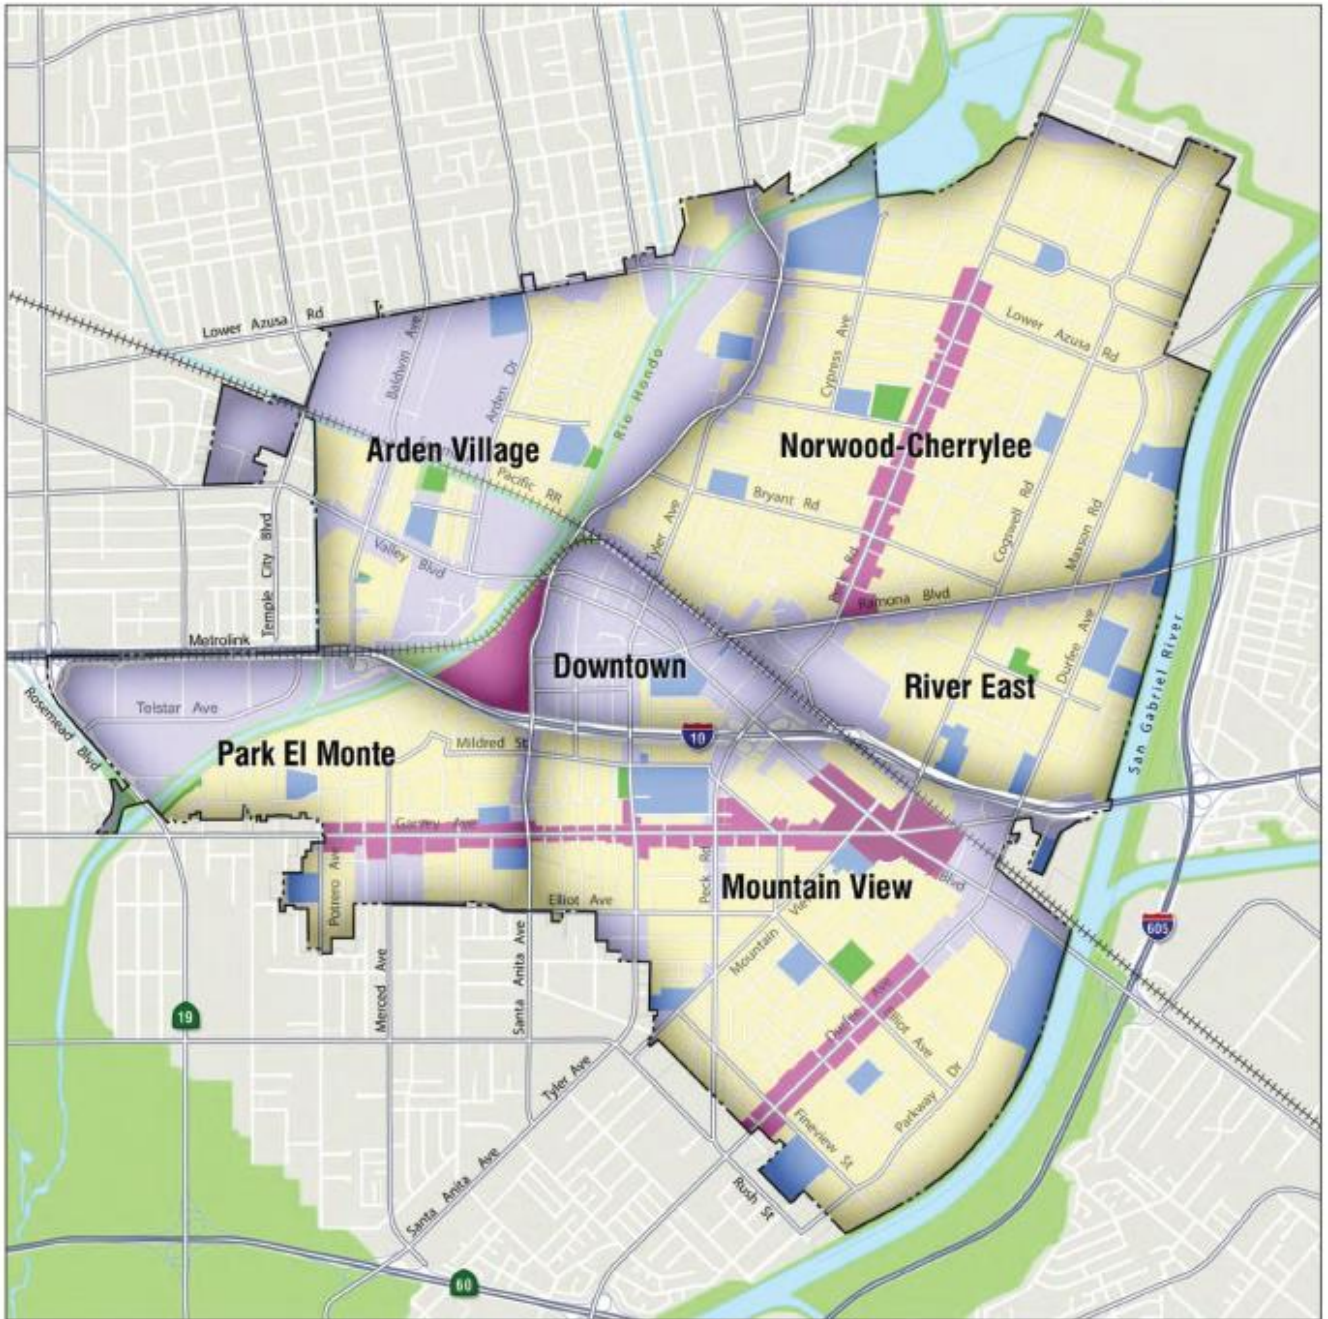 Lower Azusa Rd
Baldwin Ave
Arden Dr
Rio Hondo
Cypress Ave
Lower Azusa Rd
Arden Village
Norwood-Cherrylee
Pacific RR
Bryant Rd
Tyler Ave
Cogswell Rd
Maxson Rd
Temple City Blvd
Valley Blvd
Rd
Ramona Blvd
Metrolink
Durfee Ave
San Gabriel River
Downtown
River East
Rosemead Blvd
Telstar Ave
Park El Monte
Mildred St
10
Garvey Ave
Potrero Ave
Peck Rd
Mountain View
Blvd
Elliot Ave
605
Mountain View
Merced Ave
Santa Anita Ave
19
Durfee Ave
Elliot Ave
Tyler Ave
Parkway Dr
Fineview St
Santa Anita Ave
Rush St
60